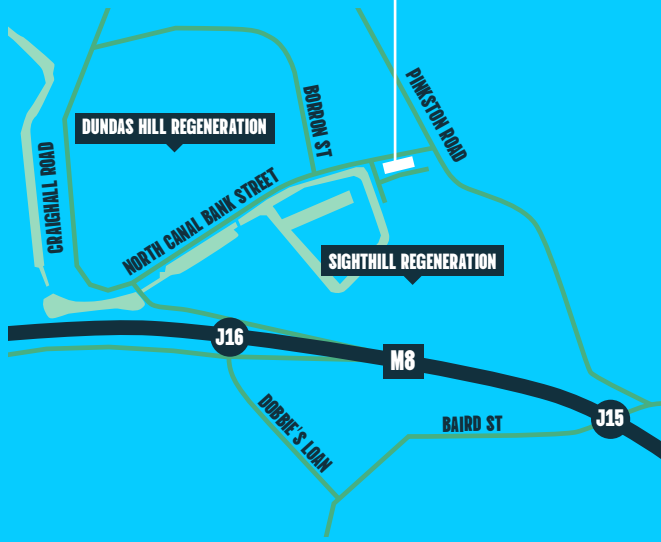 PINKSTON ROAD
BORRON ST
DUNDAS HILL REGENERATION
CRAIGHALL ROAD
NORTH CANAL BANK STREET
SIGHTHILL REGENERATION
J16
M8
DOBBIE'S LOAN
BAIRD ST
J15